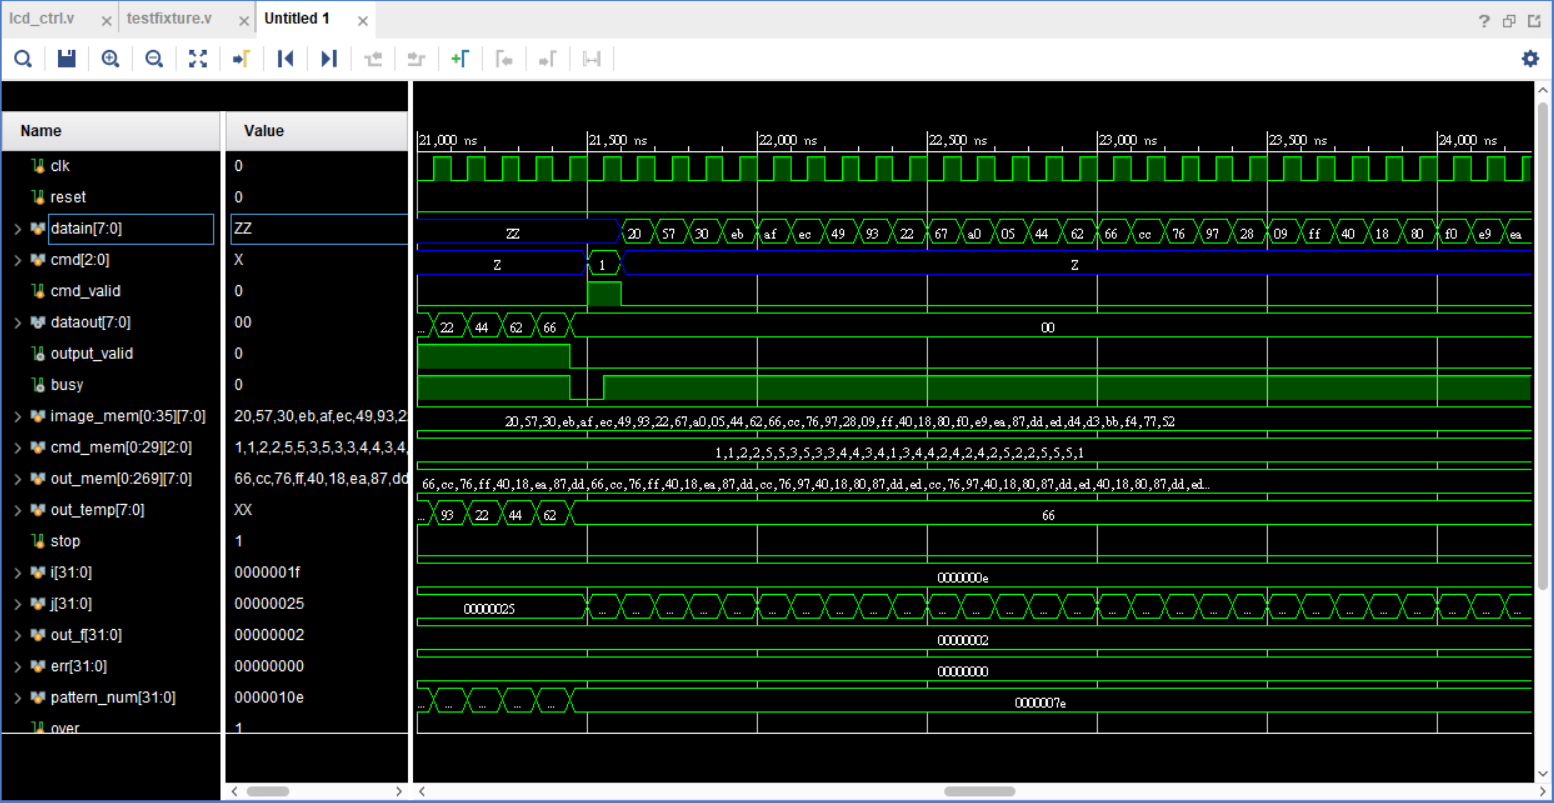 lcd_ctrl.v × testfixture.v × Untitled 1 × ?
Name Value
21,000 ns 21,500 ns 22,000 ns 22,500 ns 23,000 ns 23,500 ns 24,000 ns
clk 0
reset 0
datain[7:0] ZZ ZZ 20 57 30 eb af ec 49 93 22 67 a0 05 44 62 66 cc 76 97 28 09 ff 40 18 80 f0 e9 ea
cmd[2:0] X Z 1 Z
cmd_valid 0
dataout[7:0] 00 ... 22 44 62 66 00
output_valid 0
busy 0
image_mem[0:35][7:0] 20,57,30,eb,af,ec,49,93,2 20,57,30,eb,af,ec,49,93,22,67,a0,05,44,62,66,cc,76,97,28,09,ff,40,18,80,f0,e9,ea,87,dd,ed,d4,d3,bb,f4,77,52
cmd_mem[0:29][2:0] 1,1,2,2,5,5,3,5,3,3,4,4,3,4, 1,1,2,2,5,5,3,5,3,3,4,4,3,4,1,3,4,4,2,4,2,4,2,5,2,2,5,5,5,1
out_mem[0:269][7:0] 66,cc,76,ff,40,18,ea,87,dd 66,cc,76,ff,40,18,ea,87,dd,66,cc,76,ff,40,18,ea,87,dd,cc,76,97,40,18,80,87,dd,ed,cc,76,97,40,18,80,87,dd,ed,40,18,80,87,dd,ed...
out_temp[7:0] XX ... 93 22 44 62 66
stop 1
i[31:0] 0000001f 0000000e
j[31:0] 00000025 00000025 ... ... ... ... ... ... ... ... ... ... ... ... ... ... ... ... ... ... ... ... ... ... ... ... ... ... ... ...
out_f[31:0] 00000002 00000002
err[31:0] 00000000 00000000
pattern_num[31:0] 0000010e ... ... ... ... ... 0000007e
over 1